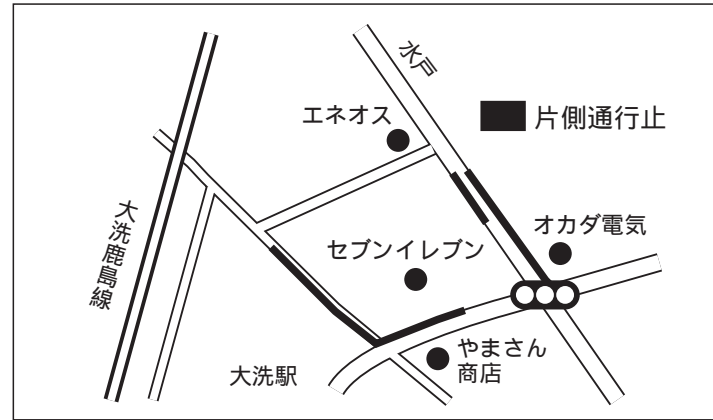 水戸
エネオス
片側通行止
大洗鹿島線
オカダ電気
セブンイレブン
やまさん
商店
大洗駅